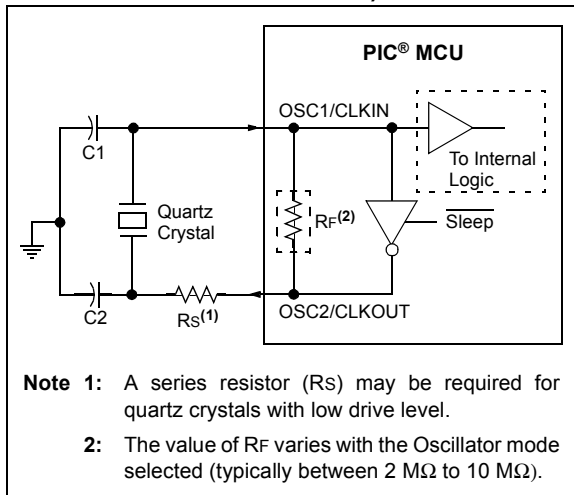 PIC® MCU
OSC1/CLKIN
C1
To Internal
Logic
Quartz
Crystal
RF(2)
Sleep
C2
RS(1)
OSC2/CLKOUT
Note 1: A series resistor (RS) may be required for
quartz crystals with low drive level.
2: The value of RF varies with the Oscillator mode
selected (typically between 2 MΩ to 10 MΩ).